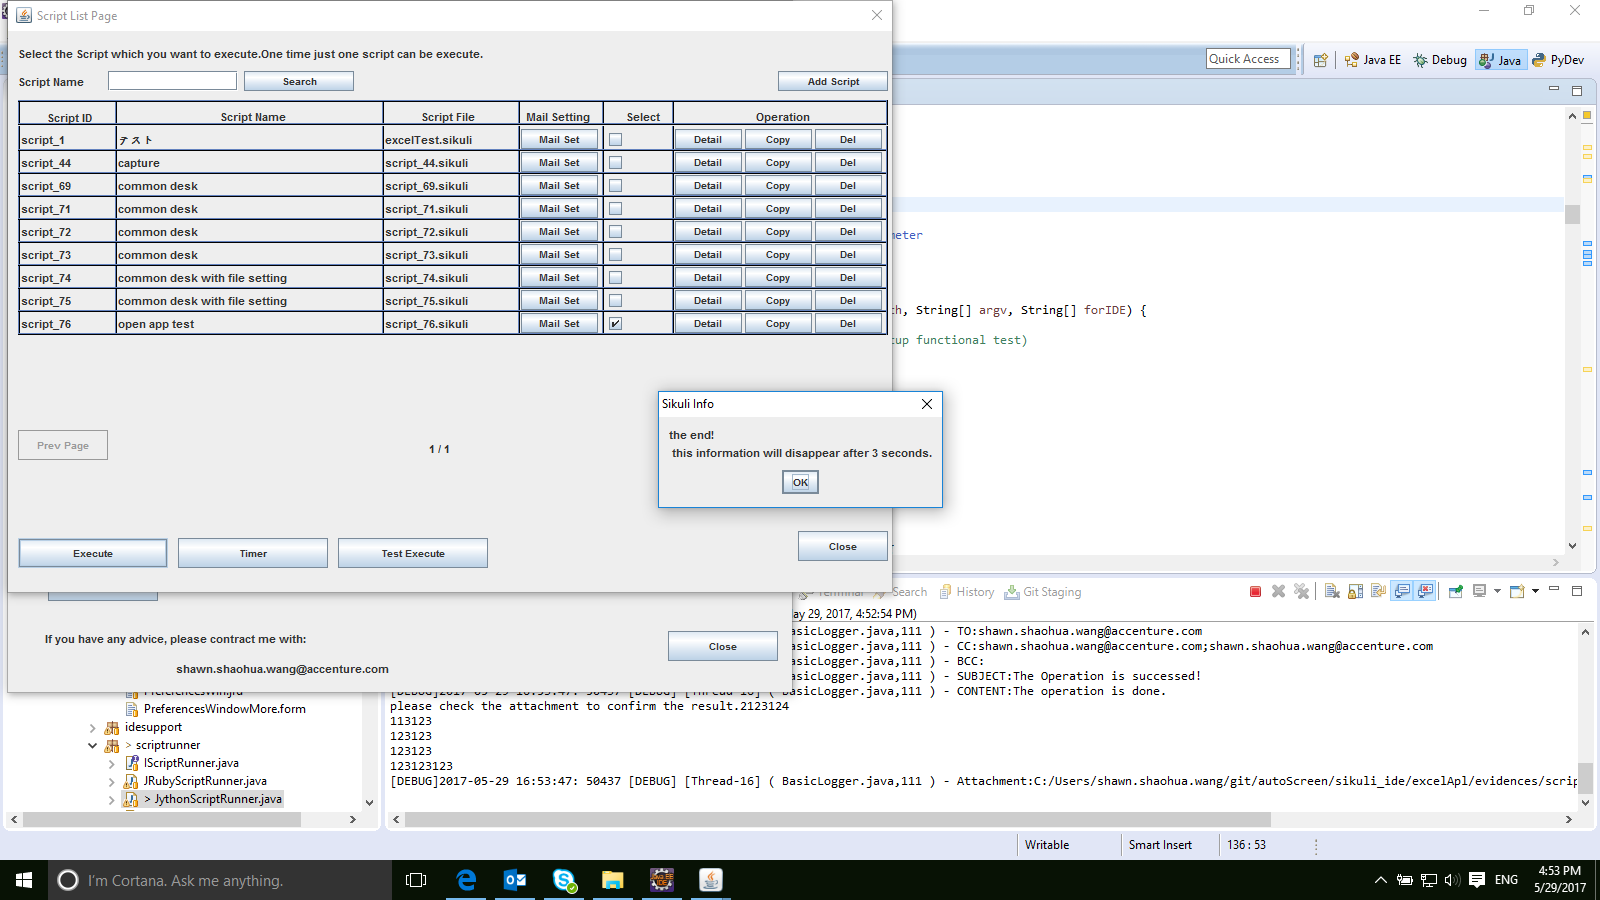 Script List Page
Select the Script which you want to execute.One time just one script can be execute.
Script Name Search Add Script
Script ID Script Name Script File Mail Setting Select Operation
script_1 テスト excelTest.sikuli Mail Set Detail Copy Del
script_44 capture script_44.sikuli Mail Set Detail Copy Del
script_69 common desk script_69.sikuli Mail Set Detail Copy Del
script_71 common desk script_71.sikuli Mail Set Detail Copy Del
script_72 common desk script_72.sikuli Mail Set Detail Copy Del
script_73 common desk script_73.sikuli Mail Set Detail Copy Del
script_74 common desk with file setting script_74.sikuli Mail Set Detail Copy Del
script_75 common desk with file setting script_75.sikuli Mail Set Detail Copy Del
script_76 open app test script_76.sikuli Mail Set Detail Copy Del
Prev Page 1 / 1
Execute Timer Test Execute Close
Sikuli Info
the end!
this information will disappear after 3 seconds.
OK
Quick Access Java EE Debug Java PyDev
meter
h, String[] argv, String[] forIDE) {
up functional test)
If you have any advice, please contract me with:
Close
shawn.shaohua.wang@accenture.com
PreferencesWindowMore.form
idesupport
> scriptrunner
IScriptRunner.java
JRubyScriptRunner.java
> JythonScriptRunner.java
Terminal Search History Git Staging
ay 29, 2017, 4:52:54 PM)
asicLogger.java,111 ) - TO:shawn.shaohua.wang@accenture.com
asicLogger.java,111 ) - CC:shawn.shaohua.wang@accenture.com;shawn.shaohua.wang@accenture.com
asicLogger.java,111 ) - BCC:
asicLogger.java,111 ) - SUBJECT:The Operation is successed!
[DEBUG]2017-05-29 16:53:47: 50437 [DEBUG] [Thread-16] ( BasicLogger.java,111 ) - CONTENT:The operation is done.
please check the attachment to confirm the result.2123124
113123
123123
123123
123123123
[DEBUG]2017-05-29 16:53:47: 50437 [DEBUG] [Thread-16] ( BasicLogger.java,111 ) - Attachment:C:/Users/shawn.shaohua.wang/git/autoScreen/sikuli_ide/excelApl/evidences/scrip
Writable Smart Insert 136 : 53
I'm Cortana. Ask me anything.
ENG
4:53 PM
5/29/2017